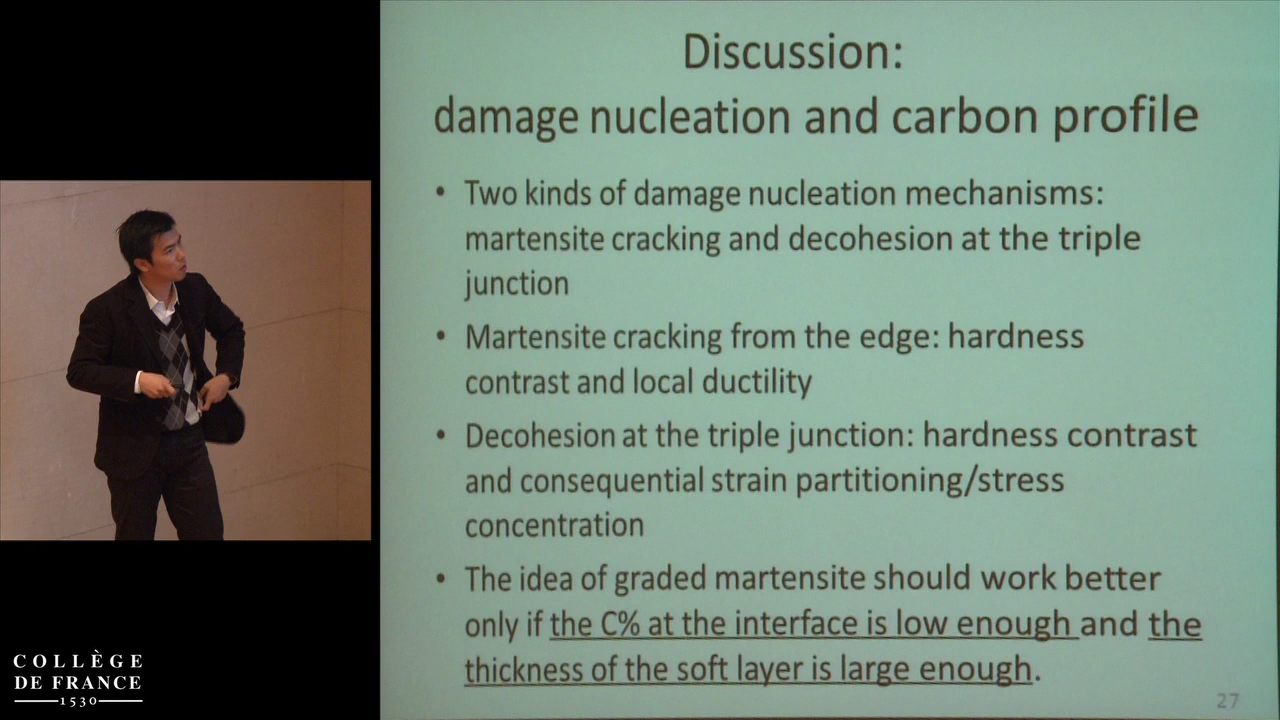 Discussion:
damage nucleation and carbon profile
• Two kinds of damage nucleation mechanisms:
martensite cracking and decohesion at the triple
junction
• Martensite cracking from the edge: hardness
contrast and local ductility
• Decohesion at the triple junction: hardness contrast
and consequential strain partitioning/stress
concentration
• The idea of graded martensite should work better
only if the C% at the interface is low enough and the
thickness of the soft layer is large enough.
27
COLLÈGE
DE FRANCE
1530